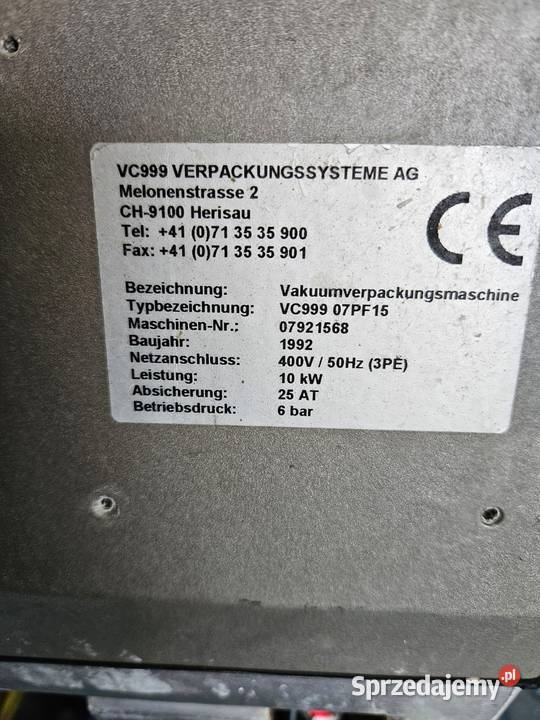 VC999 VERPACKUNGSSYSTEME AG
Melonenstrasse 2
CH-9100 Herisau
Tel: +41 (0)71 35 35 900
Fax: +41 (0)71 35 35 901
CE
Bezeichnung: Vakuumverpackungsmaschine
Typbezeichnung: VC999 07PF15
Maschinen-Nr.: 07921568
Baujahr: 1992
Netzanschluss: 400V / 50Hz (3PE)
Leistung: 10 kW
Absicherung: 25 AT
Betriebsdruck: 6 bar
Sprzedajemy.pl